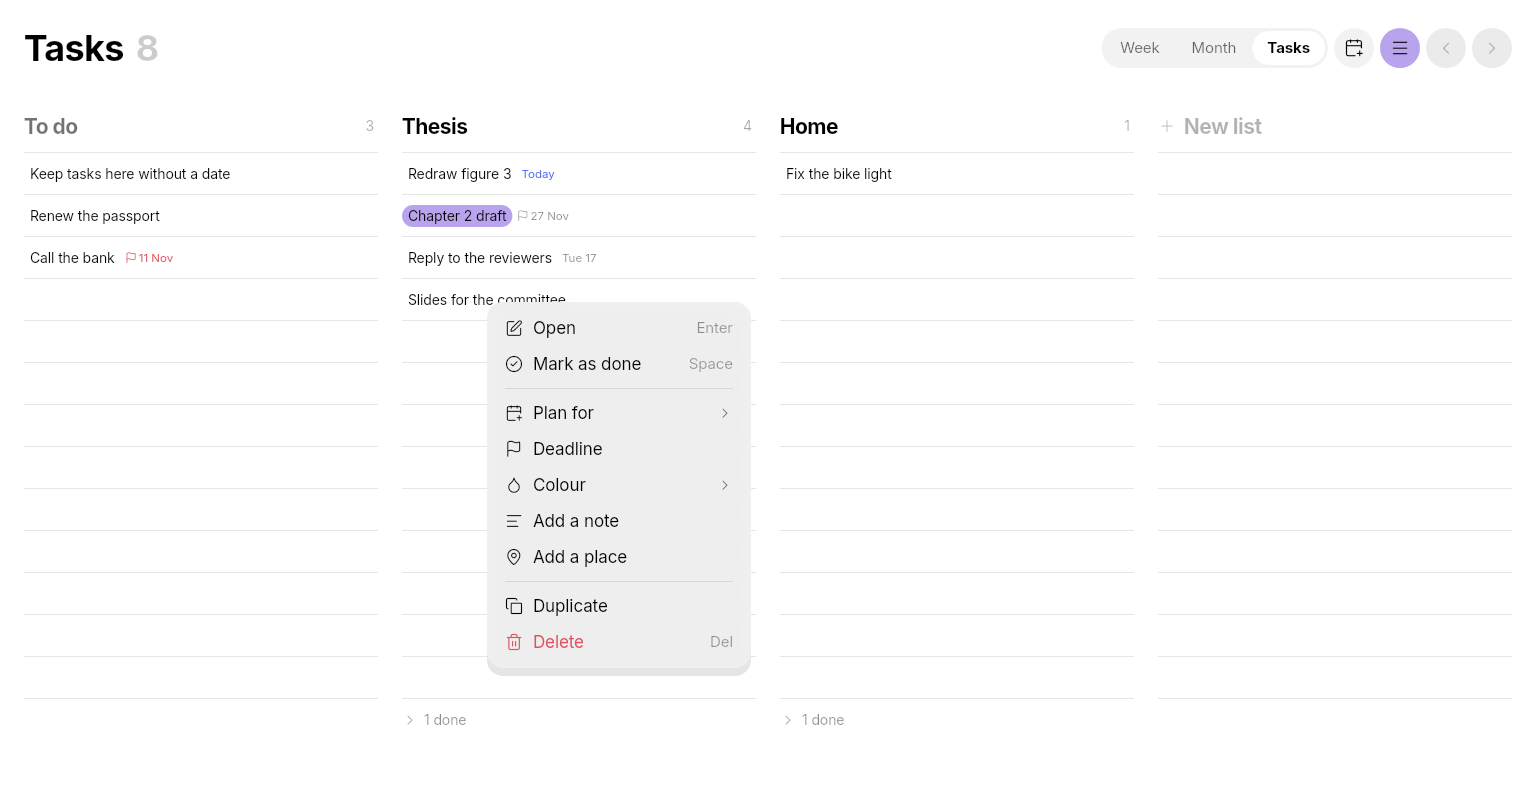 Tasks 8
Week Month Tasks
To do 3
Keep tasks here without a date
Renew the passport
Call the bank 11 Nov
Thesis 4
Redraw figure 3 Today
Chapter 2 draft 27 Nov
Reply to the reviewers Tue 17
Slides for the committee
Open Enter
Mark as done Space
Plan for
Deadline
Colour
Add a note
Add a place
Duplicate
Delete Del
1 done
Home 1
Fix the bike light
1 done
+ New list